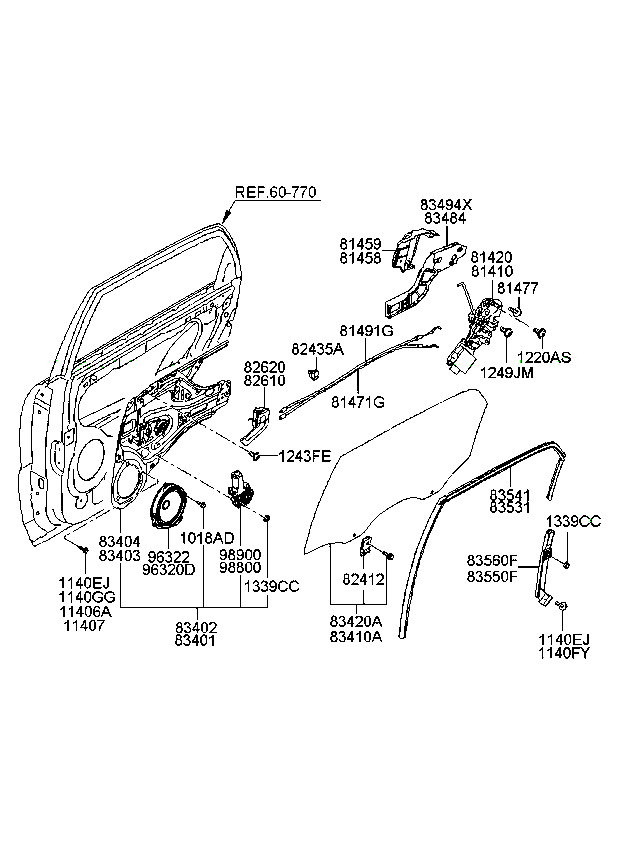 REF.60-770
83494X
83484
81459
81458
81420
81410
81477
81491G
82435A
1220AS
1249JM
82620
82610
81471G
1243FE
83541
83531
1339CC
1018AD
83404
83403
96322
96320D
98900
98800
83560F
83550F
82412
1339CC
1140EJ
1140GG
11406A
11407
83402
83401
83420A
83410A
1140EJ
1140FY